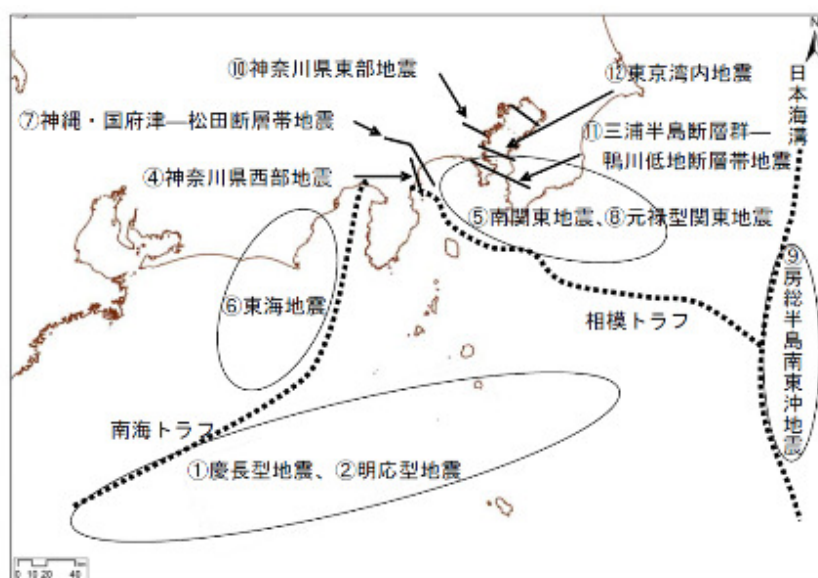 N
⑩神奈川県東部地震
⑫東京湾内地震
日本海溝
⑦神縄・国府津―松田断層帯地震
⑪三浦半島断層群―
鴨川低地断層帯地震
④神奈川県西部地震
⑤南関東地震、⑧元禄型関東地震
⑨房総半島南東沖地震
⑥東海地震
相模トラフ
南海トラフ
①慶長型地震、②明応型地震
0 10 20 40